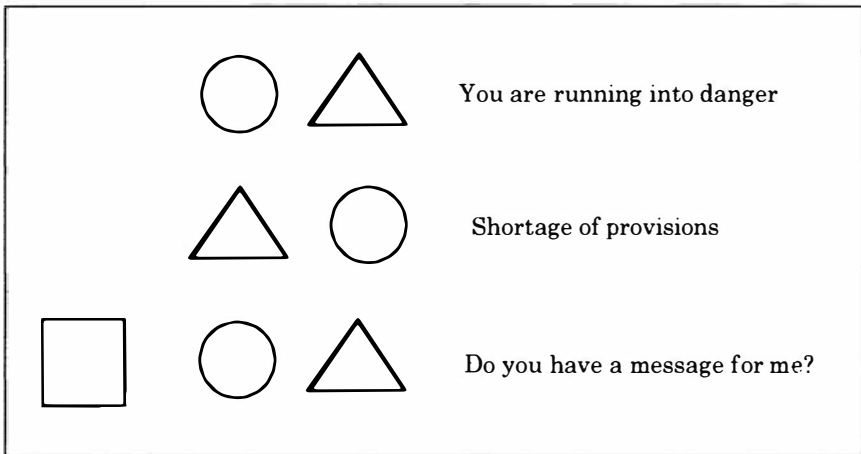 You are running into danger
Shortage of provisions
Do you have a message for me?